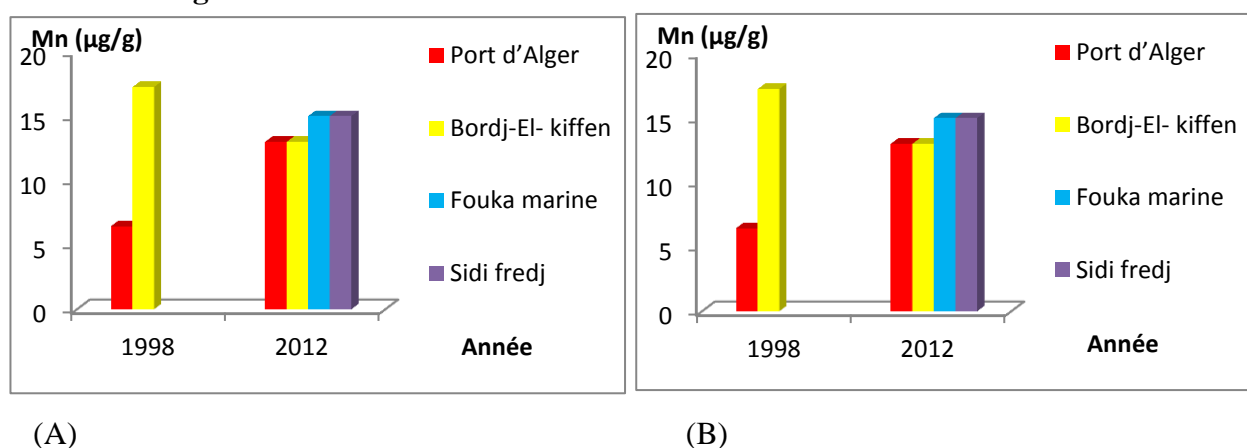 Mn (µg/g)
20
15
10
5
0
1998 2012 Année
Port d’Alger
Bordj-El- kiffen
Fouka marine
Sidi fredj
(A)
Mn (µg/g)
20
15
10
5
0
1998 2012 Année
Port d’Alger
Bordj-El- kiffen
Fouka marine
Sidi fredj
(B)